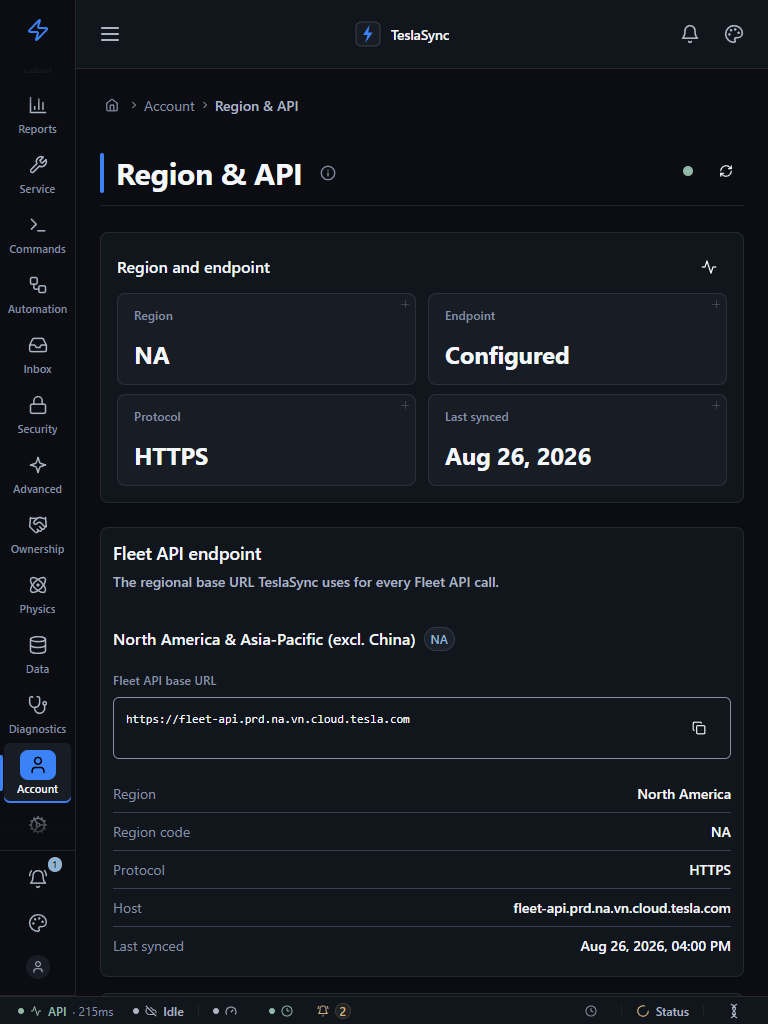 TeslaSync
Reports
Service
Commands
Automation
Inbox
Security
Advanced
Ownership
Physics
Data
Diagnostics
Account
1
Account > Region & API
Region & API
Region and endpoint
Region
NA
Endpoint
Configured
Protocol
HTTPS
Last synced
Aug 26, 2026
Fleet API endpoint
The regional base URL TeslaSync uses for every Fleet API call.
North America & Asia-Pacific (excl. China) NA
Fleet API base URL
https://fleet-api.prd.na.vn.cloud.tesla.com
Region North America
Region code NA
Protocol HTTPS
Host fleet-api.prd.na.vn.cloud.tesla.com
Last synced Aug 26, 2026, 04:00 PM
API · 215ms Idle 2 Status